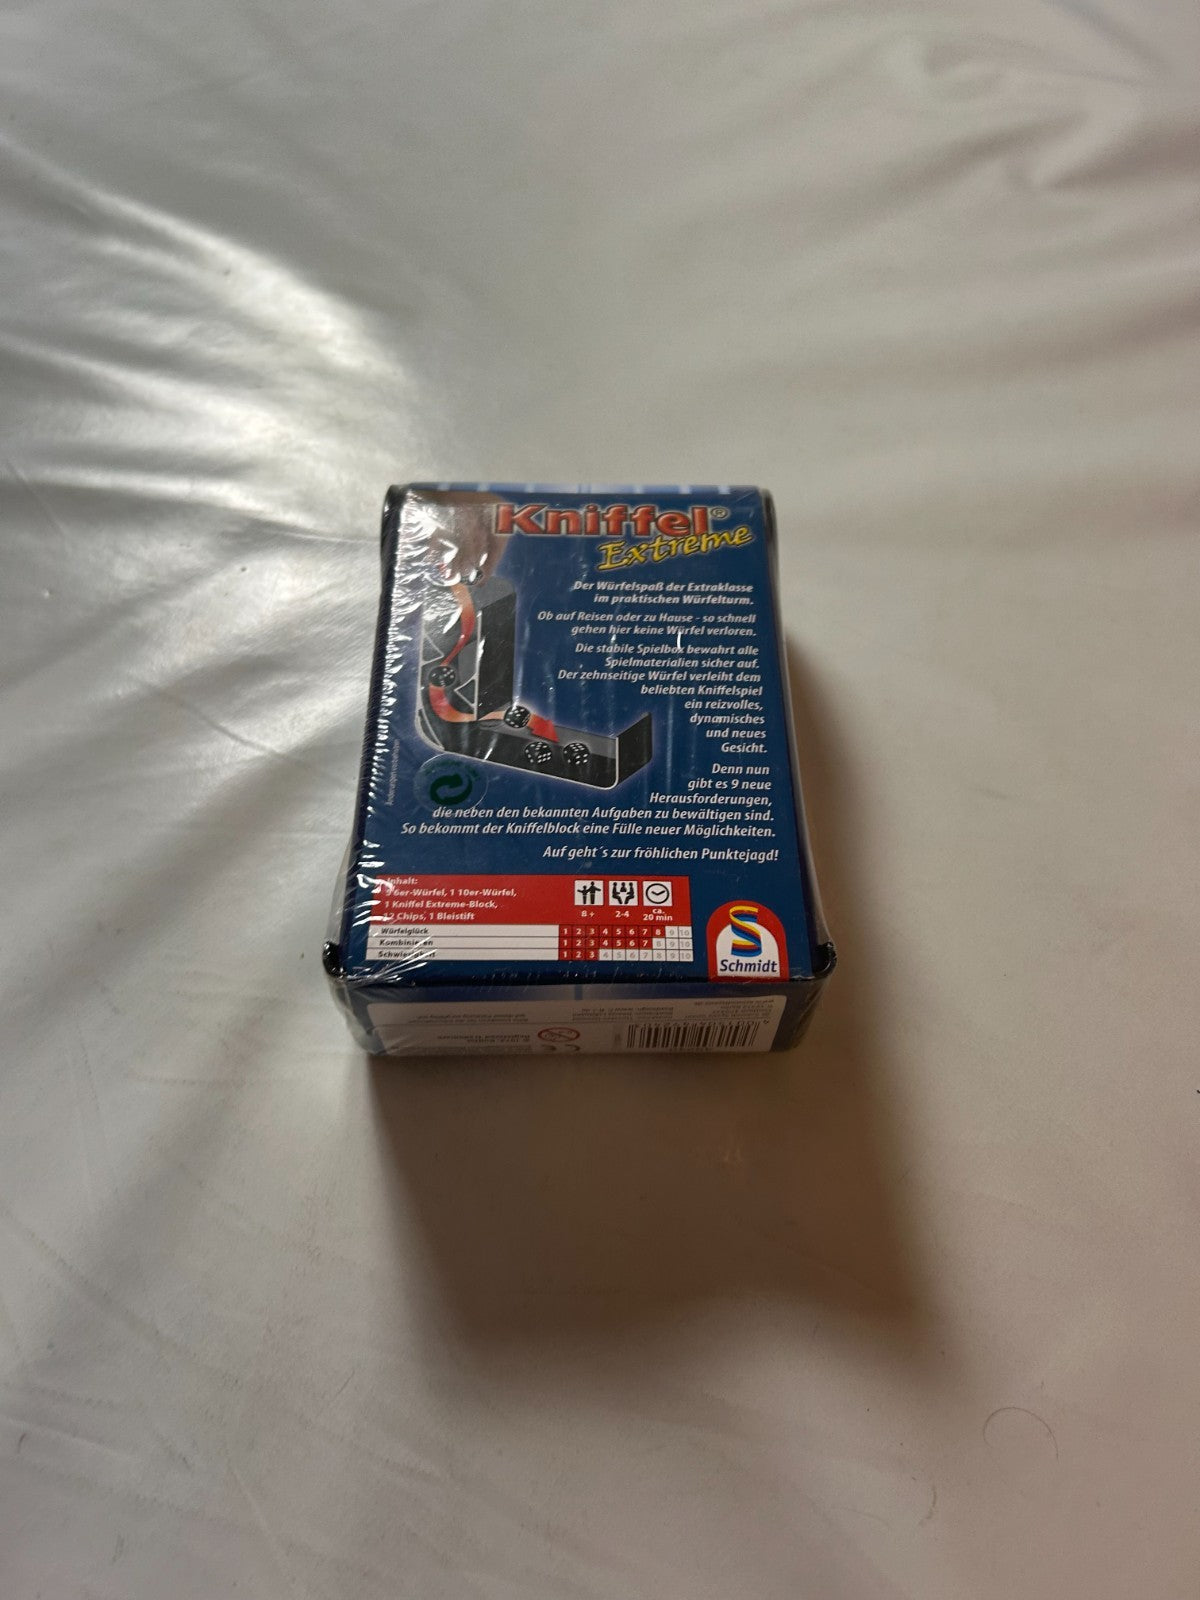 Kniffel®
Extreme
Der Würfelspaß der Extraklasse
im praktischen Würfelturm.
Ob auf Reisen oder zu Hause - so schnell
gehen hier keine Würfel verloren.
Die stabile Spielbox bewahrt alle
Spielmaterialien sicher auf.
Der zehnseitige Würfel verleiht dem
beliebten Kniffelspiel
ein reizvolles,
dynamisches
und neues
Gesicht.
Denn nun
gibt es 9 neue
Herausforderungen,
die neben den bekannten Aufgaben zu bewältigen sind.
So bekommt der Kniffelblock eine Fülle neuer Möglichkeiten.
Auf geht´s zur fröhlichen Punktejagd!
Änderungen vorbehalten
Inhalt:
5 6er-Würfel, 1 10er-Würfel,
1 Kniffel Extreme-Block,
12 Chips, 1 Bleistift
8 +
2-4
ca.
20 min
Würfelglück 1 2 3 4 5 6 7 8 9 10
Kombinieren 1 2 3 4 5 6 7 8 9 10
Schwierigkeit 1 2 3 4 5 6 7 8 9 10
Schmidt